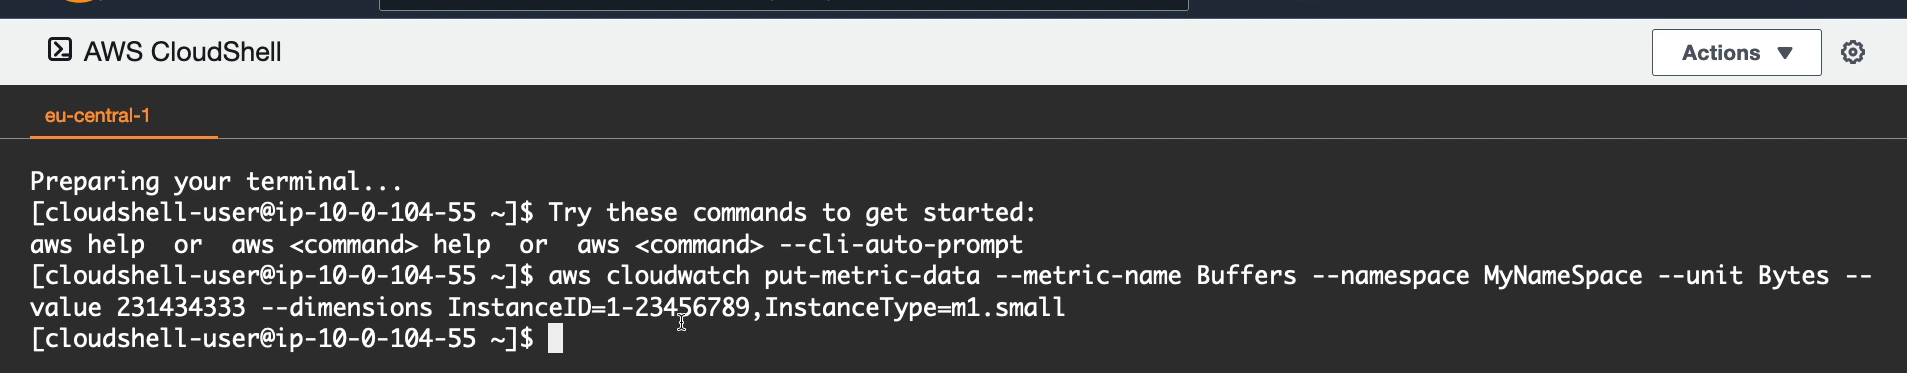 AWS CloudShell
Actions
eu-central-1
Preparing your terminal...
[cloudshell-user@ip-10-0-104-55 ~]$ Try these commands to get started:
aws help  or  aws <command> help  or  aws <command> --cli-auto-prompt
[cloudshell-user@ip-10-0-104-55 ~]$ aws cloudwatch put-metric-data --metric-name Buffers --namespace MyNameSpace --unit Bytes --
value 231434333 --dimensions InstanceID=1-23456789,InstanceType=m1.small
[cloudshell-user@ip-10-0-104-55 ~]$